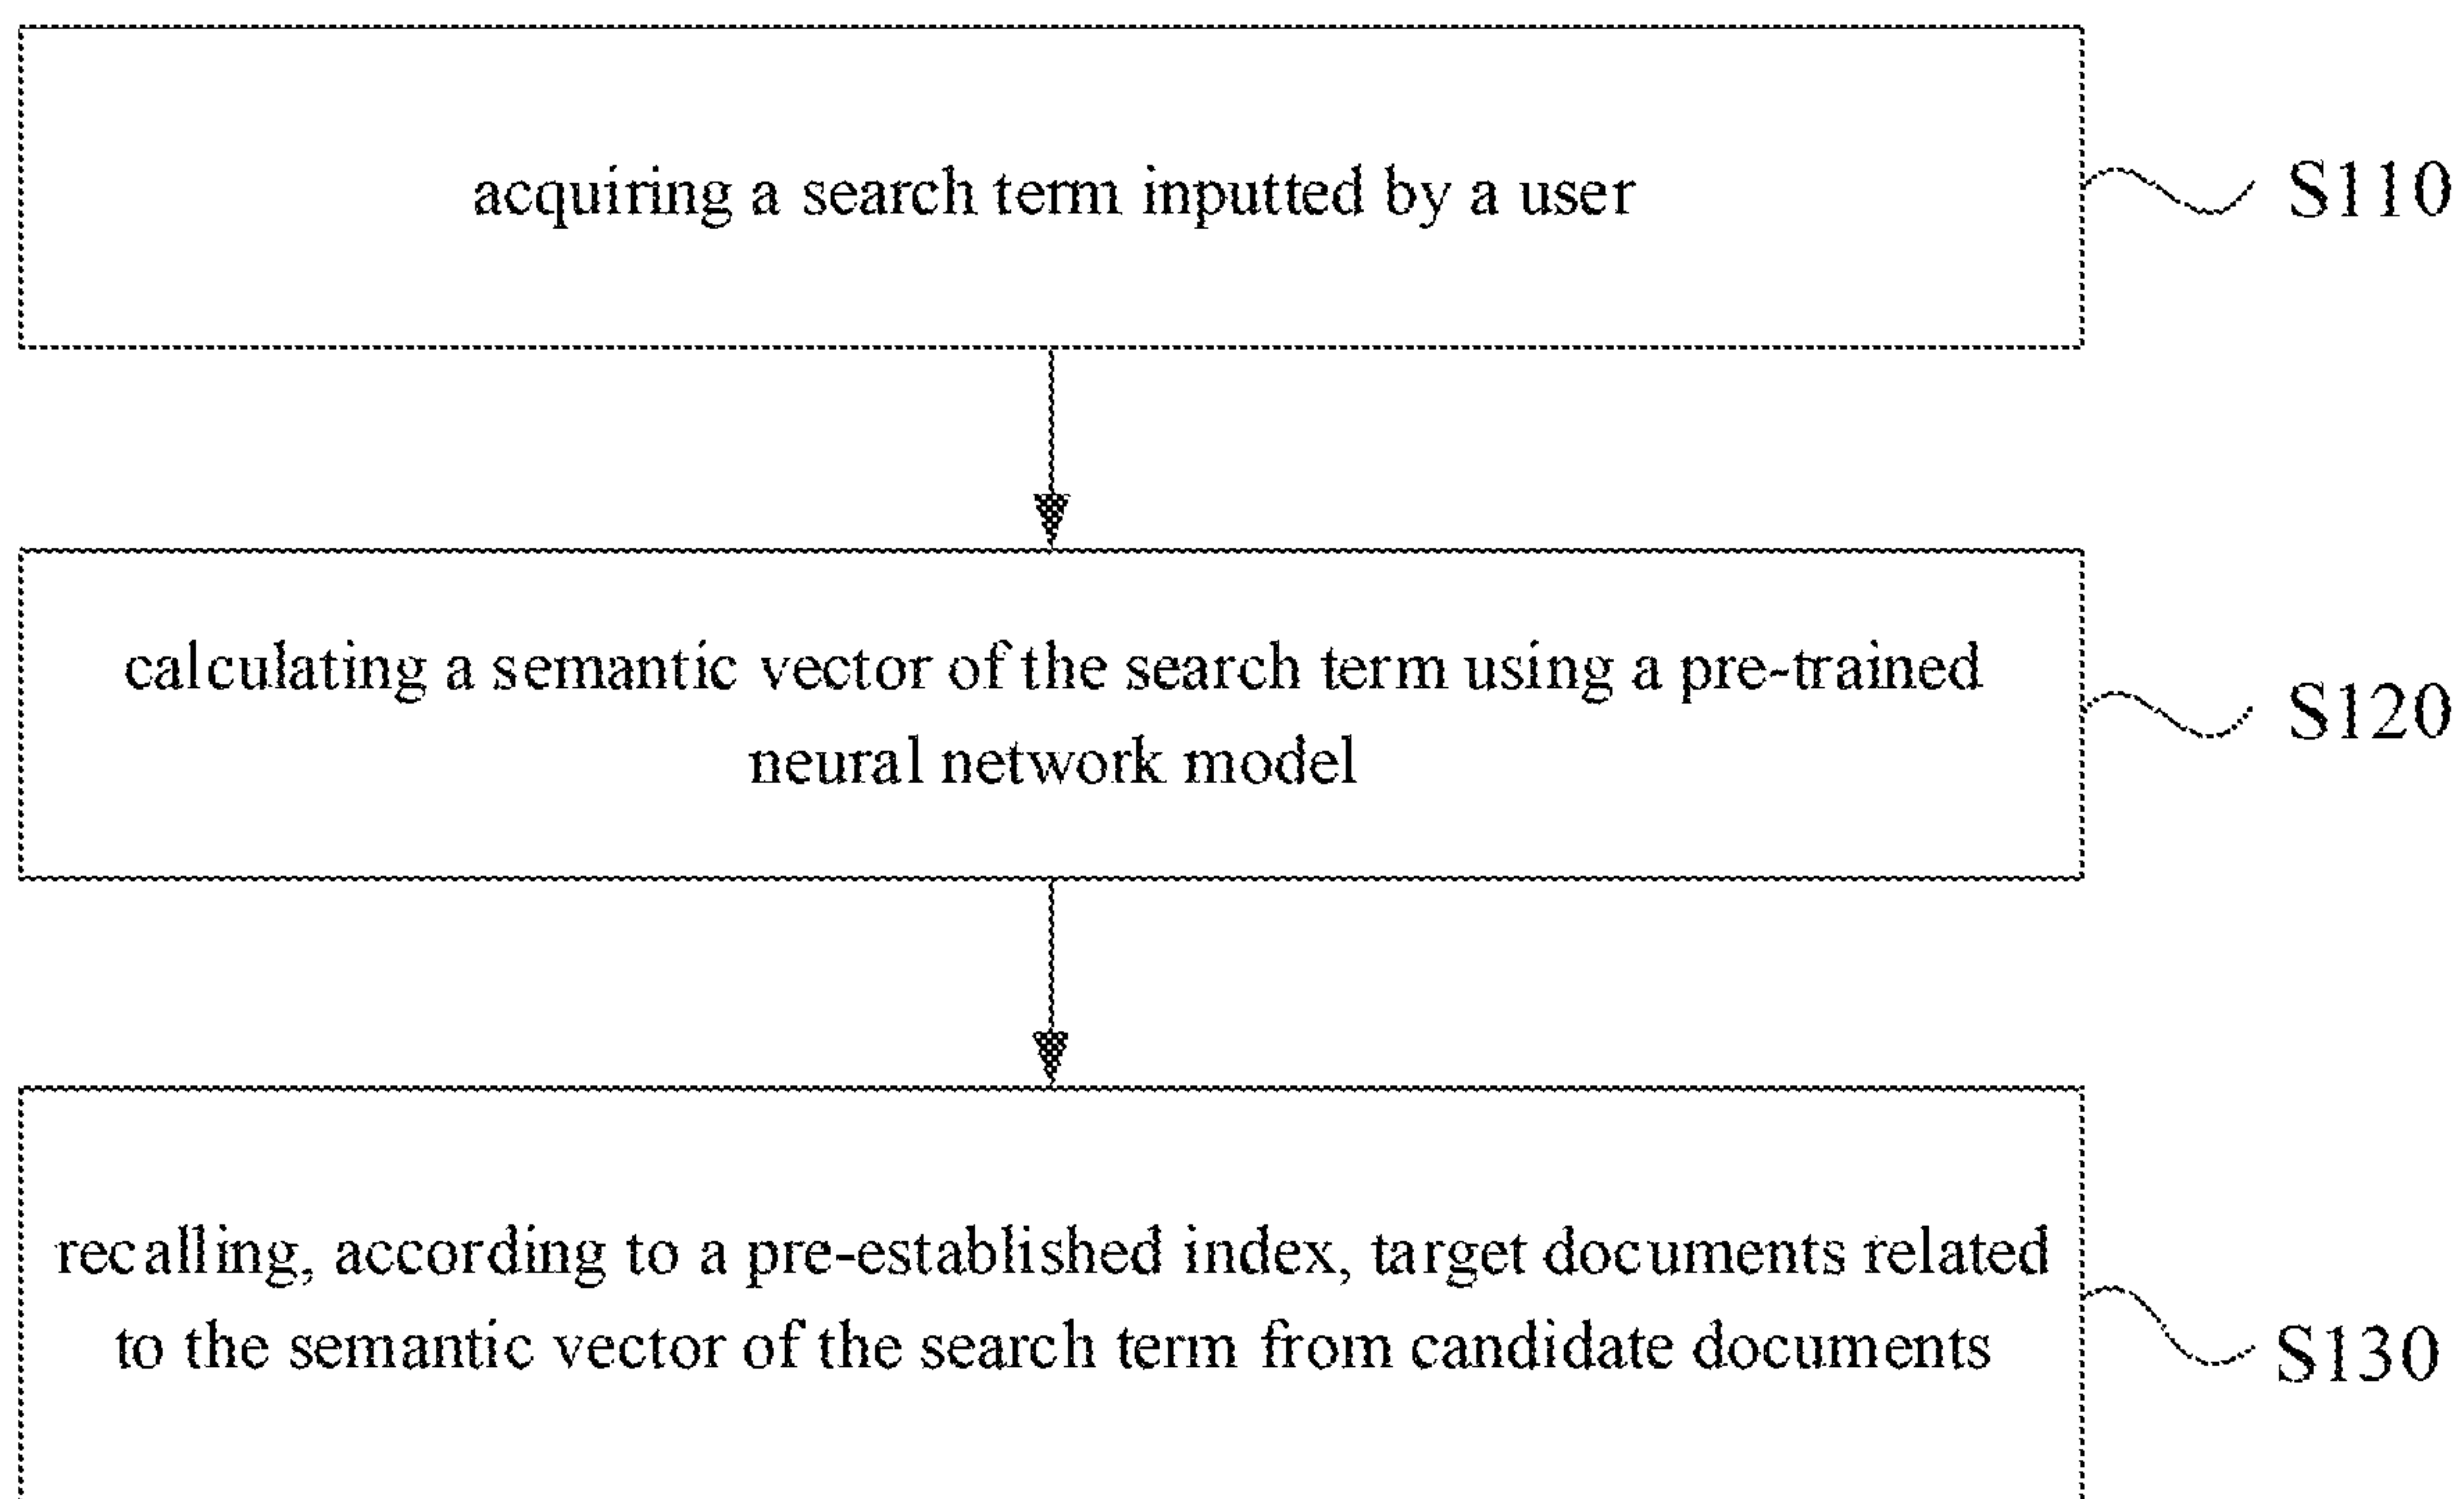 acquiring a search term inputted by a user
S110
calculating a semantic vector of the search term using a pre-trained
neural network model
S120
recalling, according to a pre-established index, target documents related
to the semantic vector of the search term from candidate documents
S130